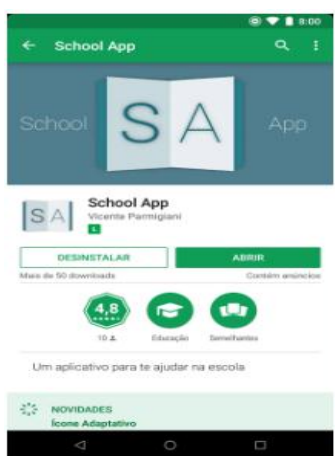 8:00
School App
School SA App
SA
School App
Vicente Parmigiani
L
DESINSTALAR ABRIR
Mais de 50 downloads Contém anúncios
4,8
10 Educação Semelhantes
Um aplicativo para te ajudar na escola
NOVIDADES
Ícone Adaptativo